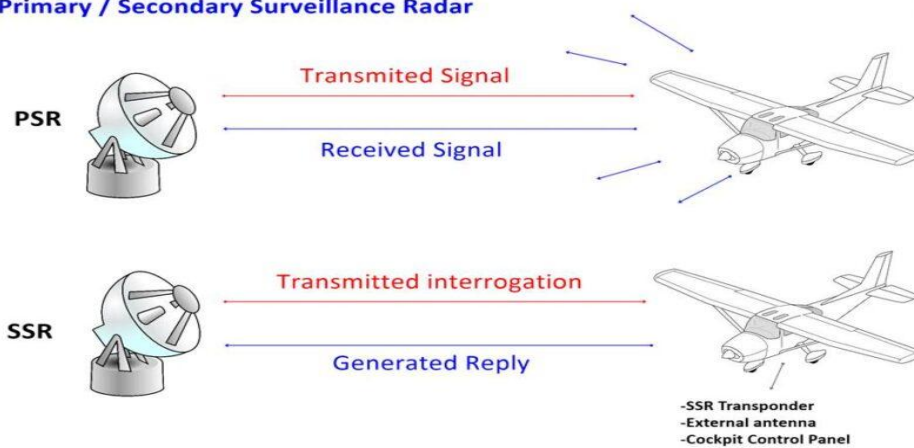 Primary / Secondary Surveillance Radar
Transmited Signal
PSR
Received Signal
Transmitted interrogation
SSR
Generated Reply
-SSR Transponder
-External antenna
-Cockpit Control Panel